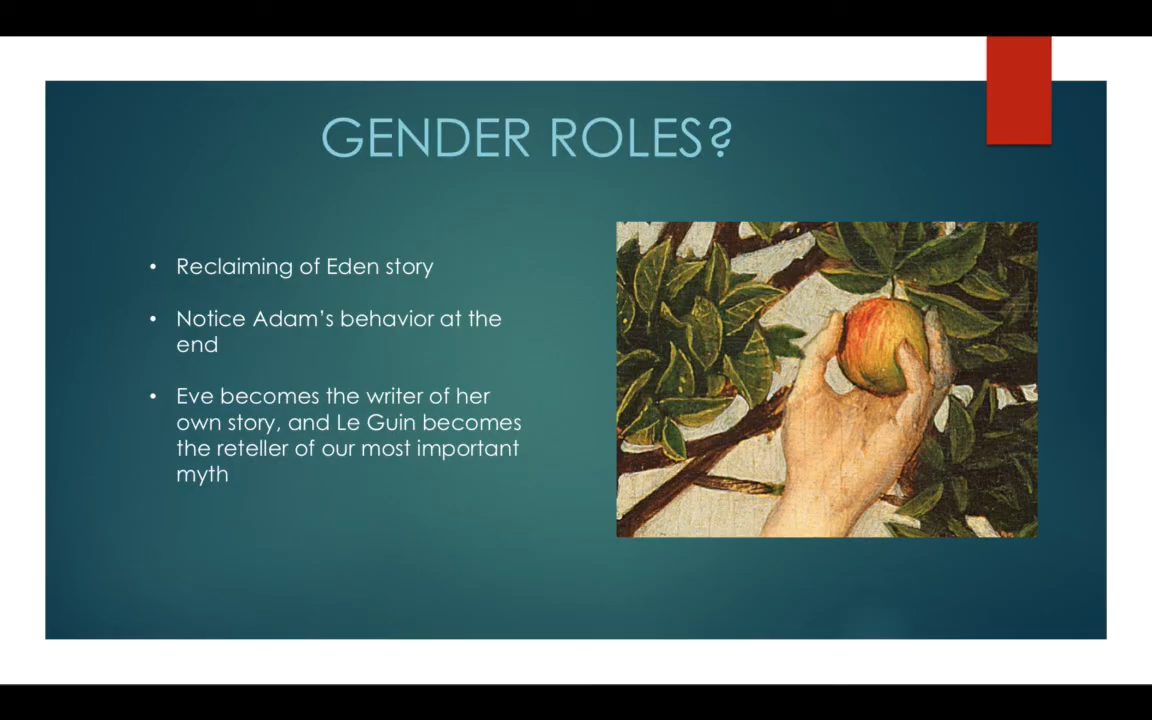 GENDER ROLES?
• Reclaiming of Eden story
• Notice Adam's behavior at the
end
• Eve becomes the writer of her
own story, and Le Guin becomes
the reteller of our most important
myth